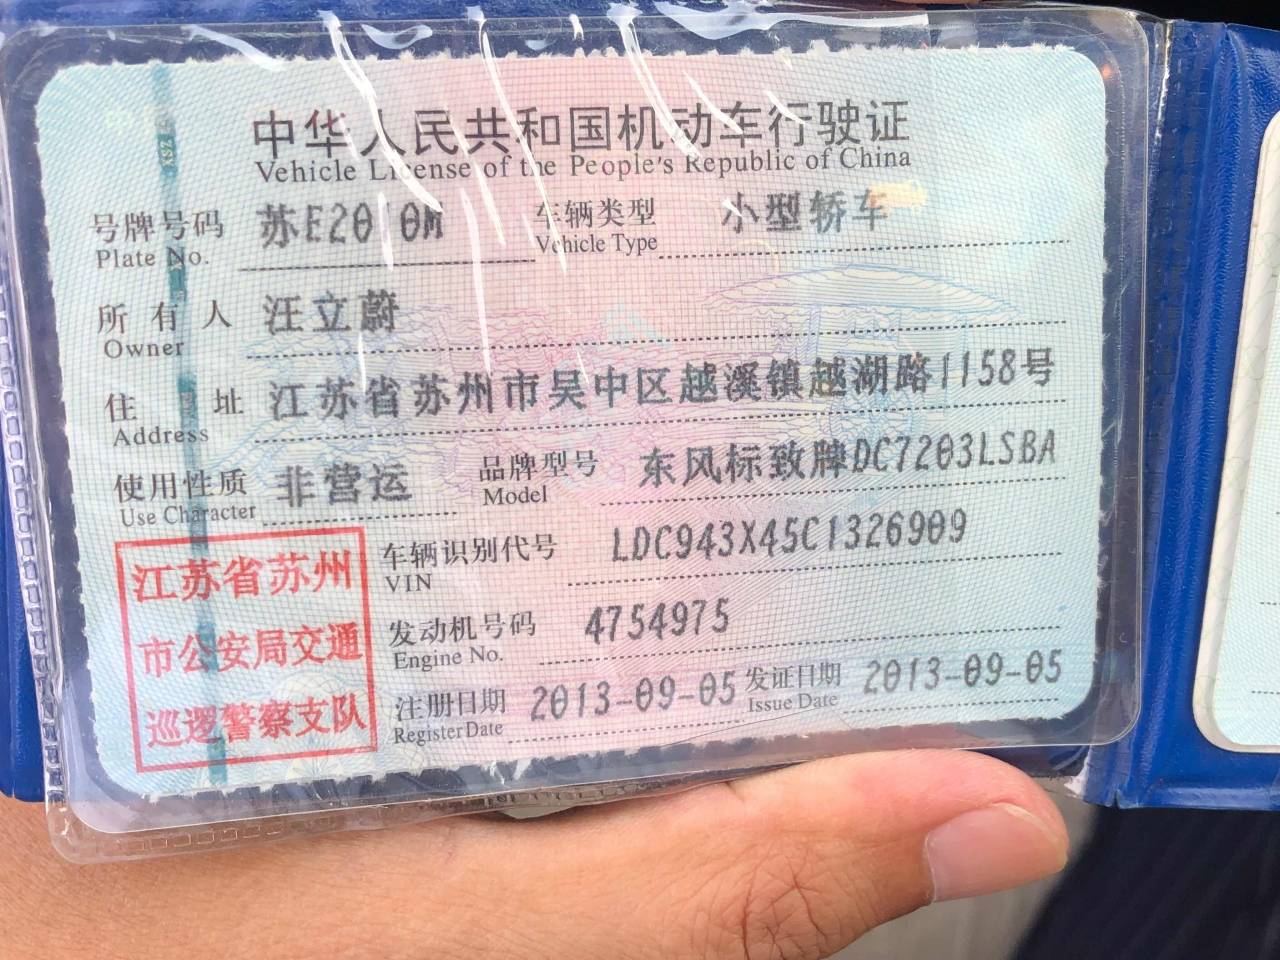 中华人民共和国机动车行驶证
Vehicle License of the People's Republic of China
号牌号码 苏E2010M 车辆类型 小型轿车
Plate No. Vehicle Type
所有人 汪立蔚
Owner
住址 江苏省苏州市吴中区越溪镇越湖路1158号
Address
使用性质 非营运 品牌型号 东风标致牌DC7203LSBA
Use Character Model
江苏省苏州
市公安局交通
巡逻警察支队
车辆识别代号 LDC943X45C1326909
VIN
发动机号码 4754975
Engine No.
注册日期 2013-09-05 发证日期 2013-09-05
Register Date Issue Date